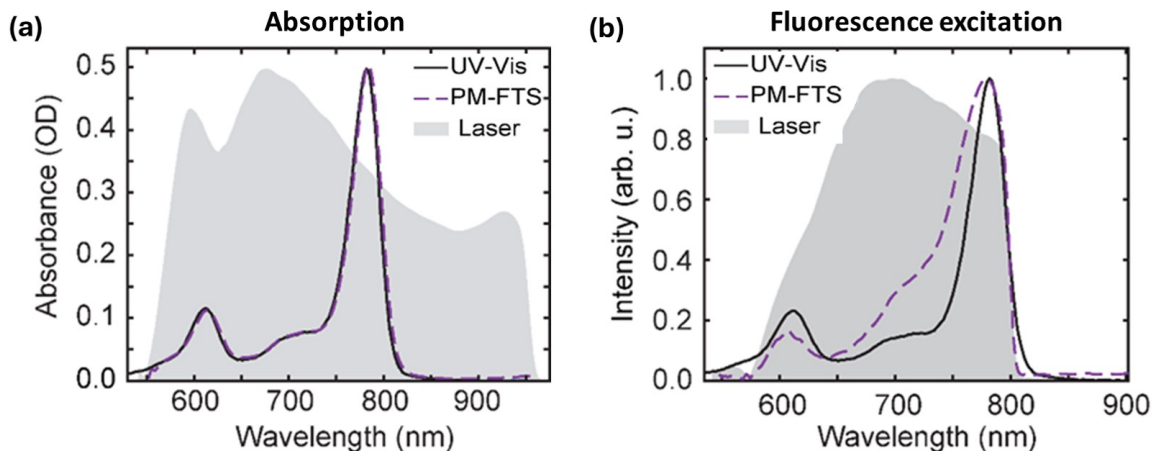 Absorption
(a)
UV-Vis
PM-FTS
Laser
0.5
0.4
0.3
0.2
0.1
0.0
Absorbance (OD)
600 700 800 900
Wavelength (nm)
Fluorescence excitation
(b)
UV-Vis
PM-FTS
Laser
1.0
0.8
0.6
0.4
0.2
0.0
Intensity (arb. u.)
600 700 800 900
Wavelength (nm)